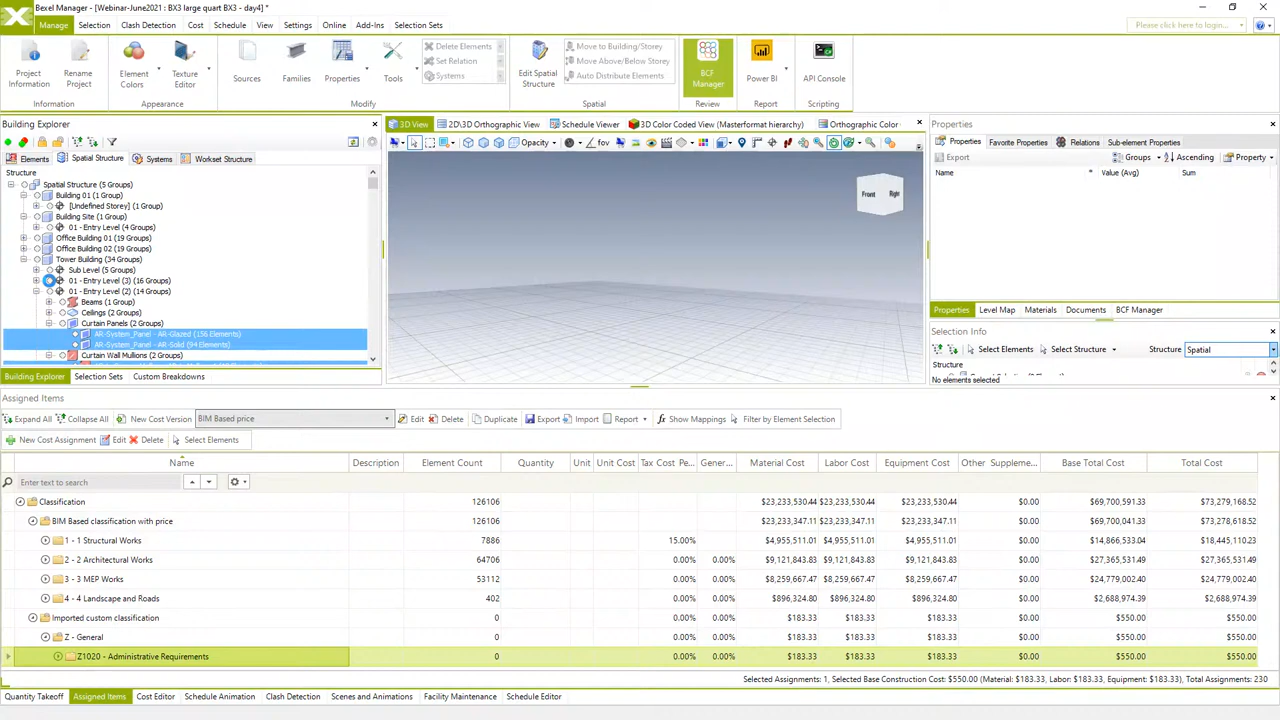 Bexel Manager - [Webinar-June2021 : BX3 large quart BX3 - day4] *
Manage Selection Clash Detection Cost Schedule View Settings Online Add-Ins Selection Sets
Please click here to login...
Project Information
Rename Project
Element Colors
Texture Editor
Sources
Families
Properties
Tools
Delete Elements
Set Relation
Systems
Edit Spatial Structure
Move to Building/Storey
Move Above/Below Storey
Auto Distribute Elements
BCF Manager
Power BI
API Console
Information Appearance Modify Spatial Review Report Scripting
Building Explorer
Elements Spatial Structure Systems Workset Structure
Structure
Spatial Structure (5 Groups)
Building 01 (1 Group)
[Undefined Storey] (1 Group)
Building Site (1 Group)
01 - Entry Level (4 Groups)
Office Building 01 (19 Groups)
Office Building 02 (19 Groups)
Tower Building (34 Groups)
Sub Level (5 Groups)
01 - Entry Level (3) (16 Groups)
01 - Entry Level (2) (14 Groups)
Beams (1 Group)
Ceilings (2 Groups)
Curtain Panels (2 Groups)
AR-System_Panel - AR-Glazed (156 Elements)
AR-System_Panel - AR-Solid (94 Elements)
Curtain Wall Mullions (2 Groups)
Building Explorer Selection Sets Custom Breakdowns
3D View 2D\3D Orthographic View Schedule Viewer 3D Color Coded View (Masterformat hierarchy) Orthographic Color
Opacity fov
Front Right
Properties
Properties Favorite Properties Relations Sub-element Properties
Export Groups Ascending Property
Name Value (Avg) Sum
Properties Level Map Materials Documents BCF Manager
Selection Info
Select Elements Select Structure Structure Spatial
Structure
No elements selected
Assigned Items
Expand All Collapse All New Cost Version BIM Based price Edit Delete Duplicate Export Import Report Show Mappings Filter by Element Selection
New Cost Assignment Edit Delete Select Elements
Name Description Element Count Quantity Unit Unit Cost Tax Cost Pe... Gener... Material Cost Labor Cost Equipment Cost Other Suppleme... Base Total Cost Total Cost
Enter text to search
Classification 126106 $23,233,530.44 $23,233,530.44 $23,233,530.44 $0.00 $69,700,591.33 $73,279,168.52
BIM Based classification with price 126106 $23,233,347.11 $23,233,347.11 $23,233,347.11 $0.00 $69,700,041.33 $73,278,618.52
1 - 1 Structural Works 7886 15.00% $4,955,511.01 $4,955,511.01 $4,955,511.01 $0.00 $14,866,533.04 $18,445,110.23
2 - 2 Architectural Works 64706 0.00% 0.00% $9,121,843.83 $9,121,843.83 $9,121,843.83 $0.00 $27,365,531.49 $27,365,531.49
3 - 3 MEP Works 53112 0.00% 0.00% $8,259,667.47 $8,259,667.47 $8,259,667.47 $0.00 $24,779,002.40 $24,779,002.40
4 - 4 Landscape and Roads 402 0.00% 0.00% $896,324.80 $896,324.80 $896,324.80 $0.00 $2,688,974.39 $2,688,974.39
Imported custom classification 0 0.00% 0.00% $183.33 $183.33 $183.33 $0.00 $550.00 $550.00
Z - General 0 0.00% 0.00% $183.33 $183.33 $183.33 $0.00 $550.00 $550.00
Z1020 - Administrative Requirements 0 0.00% 0.00% $183.33 $183.33 $183.33 $0.00 $550.00 $550.00
Selected Assignments: 1, Selected Base Construction Cost: $550.00 (Material: $183.33, Labor: $183.33, Equipment: $183.33), Total Assignments: 230
Quantity Takeoff Assigned Items Cost Editor Schedule Animation Clash Detection Scenes and Animations Facility Maintenance Schedule Editor